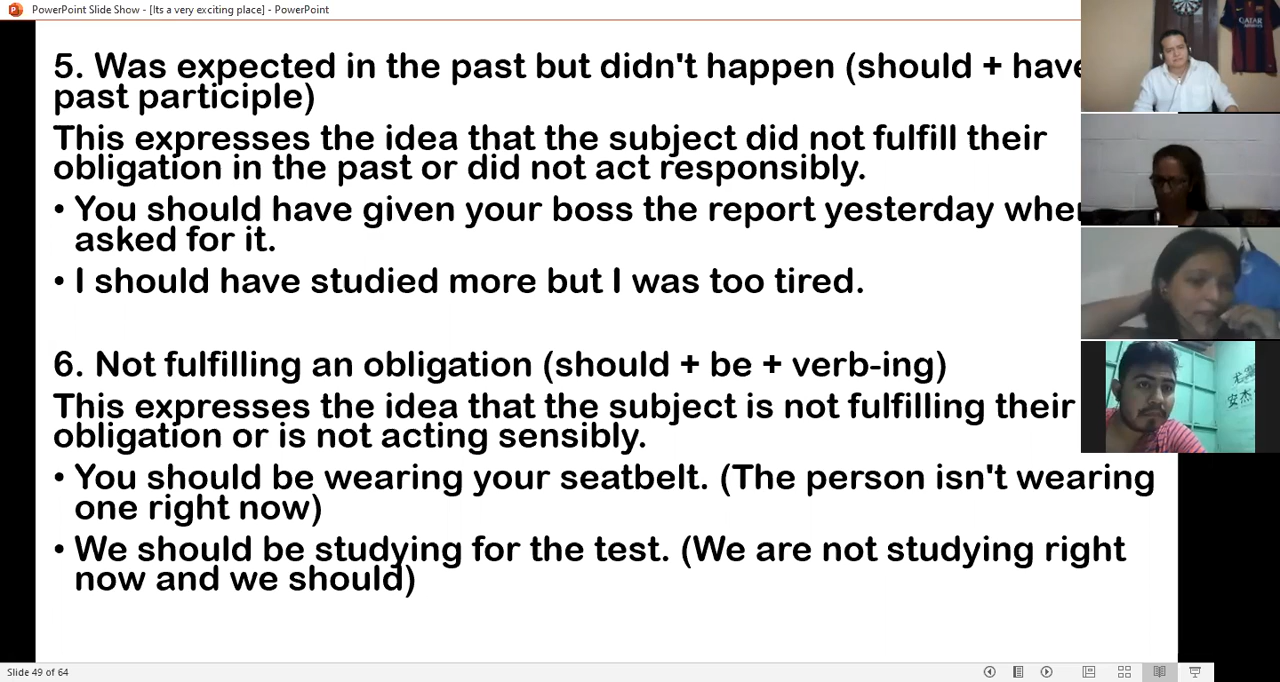 PowerPoint Slide Show - [Its a very exciting place] - PowerPoint
5. Was expected in the past but didn't happen (should + have
past participle)
This expresses the idea that the subject did not fulfill their
obligation in the past or did not act responsibly.
• You should have given your boss the report yesterday
asked for it.
• I should have studied more but I was too tired.
6. Not fulfilling an obligation (should + be + verb-ing)
This expresses the idea that the subject is not fulfilling their
obligation or is not acting sensibly.
• You should be wearing your seatbelt. (The person isn't wearing
one right now)
• We should be studying for the test. (We are not studying right
now and we should)
Slide 49 of 64